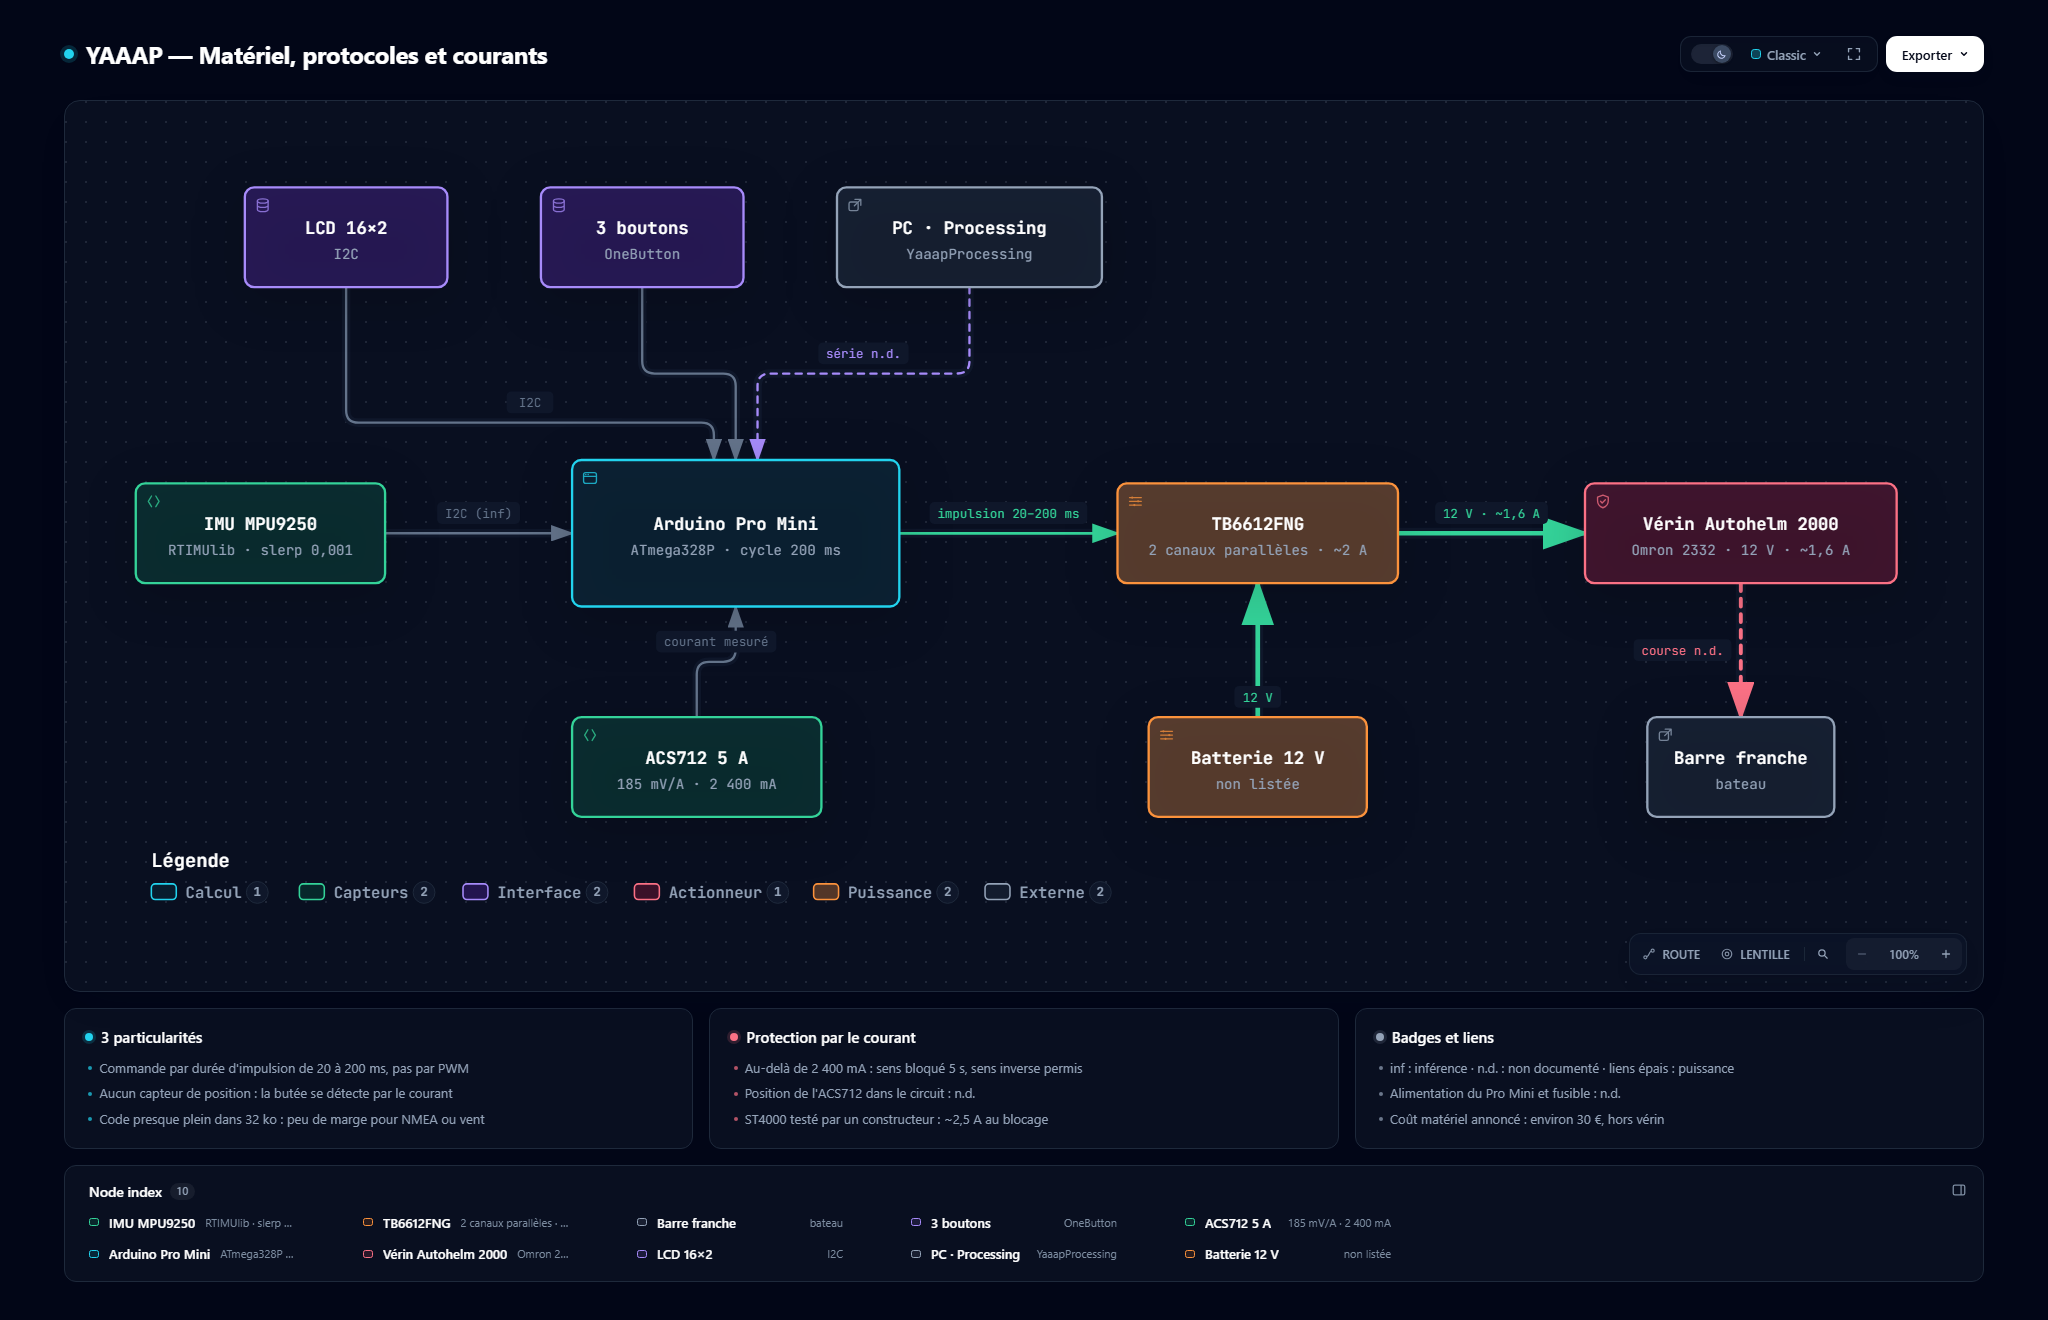 YAAAP — Matériel, protocoles et courants
Classic
Exporter
LCD 16×2
I2C
3 boutons
OneButton
PC · Processing
YaaapProcessing
série n.d.
I2C
IMU MPU9250
RTIMUlib · slerp 0,001
I2C (inf)
Arduino Pro Mini
ATmega328P · cycle 200 ms
impulsion 20–200 ms
TB6612FNG
2 canaux parallèles · ~2 A
12 V · ~1,6 A
Vérin Autohelm 2000
Omron 2332 · 12 V · ~1,6 A
courant mesuré
course n.d.
12 V
ACS712 5 A
185 mV/A · 2 400 mA
Batterie 12 V
non listée
Barre franche
bateau
Légende
Calcul 1
Capteurs 2
Interface 2
Actionneur 1
Puissance 2
Externe 2
ROUTE
LENTILLE
100%
3 particularités
Commande par durée d'impulsion de 20 à 200 ms, pas par PWM
Aucun capteur de position : la butée se détecte par le courant
Code presque plein dans 32 ko : peu de marge pour NMEA ou vent
Protection par le courant
Au-delà de 2 400 mA : sens bloqué 5 s, sens inverse permis
Position de l'ACS712 dans le circuit : n.d.
ST4000 testé par un constructeur : ~2,5 A au blocage
Badges et liens
inf : inférence · n.d. : non documenté · liens épais : puissance
Alimentation du Pro Mini et fusible : n.d.
Coût matériel annoncé : environ 30 €, hors vérin
Node index 10
IMU MPU9250 RTIMUlib · slerp ...
TB6612FNG 2 canaux parallèles · ...
Barre franche bateau
3 boutons OneButton
ACS712 5 A 185 mV/A · 2 400 mA
Arduino Pro Mini ATmega328P ...
Vérin Autohelm 2000 Omron 2...
LCD 16×2 I2C
PC · Processing YaaapProcessing
Batterie 12 V non listée